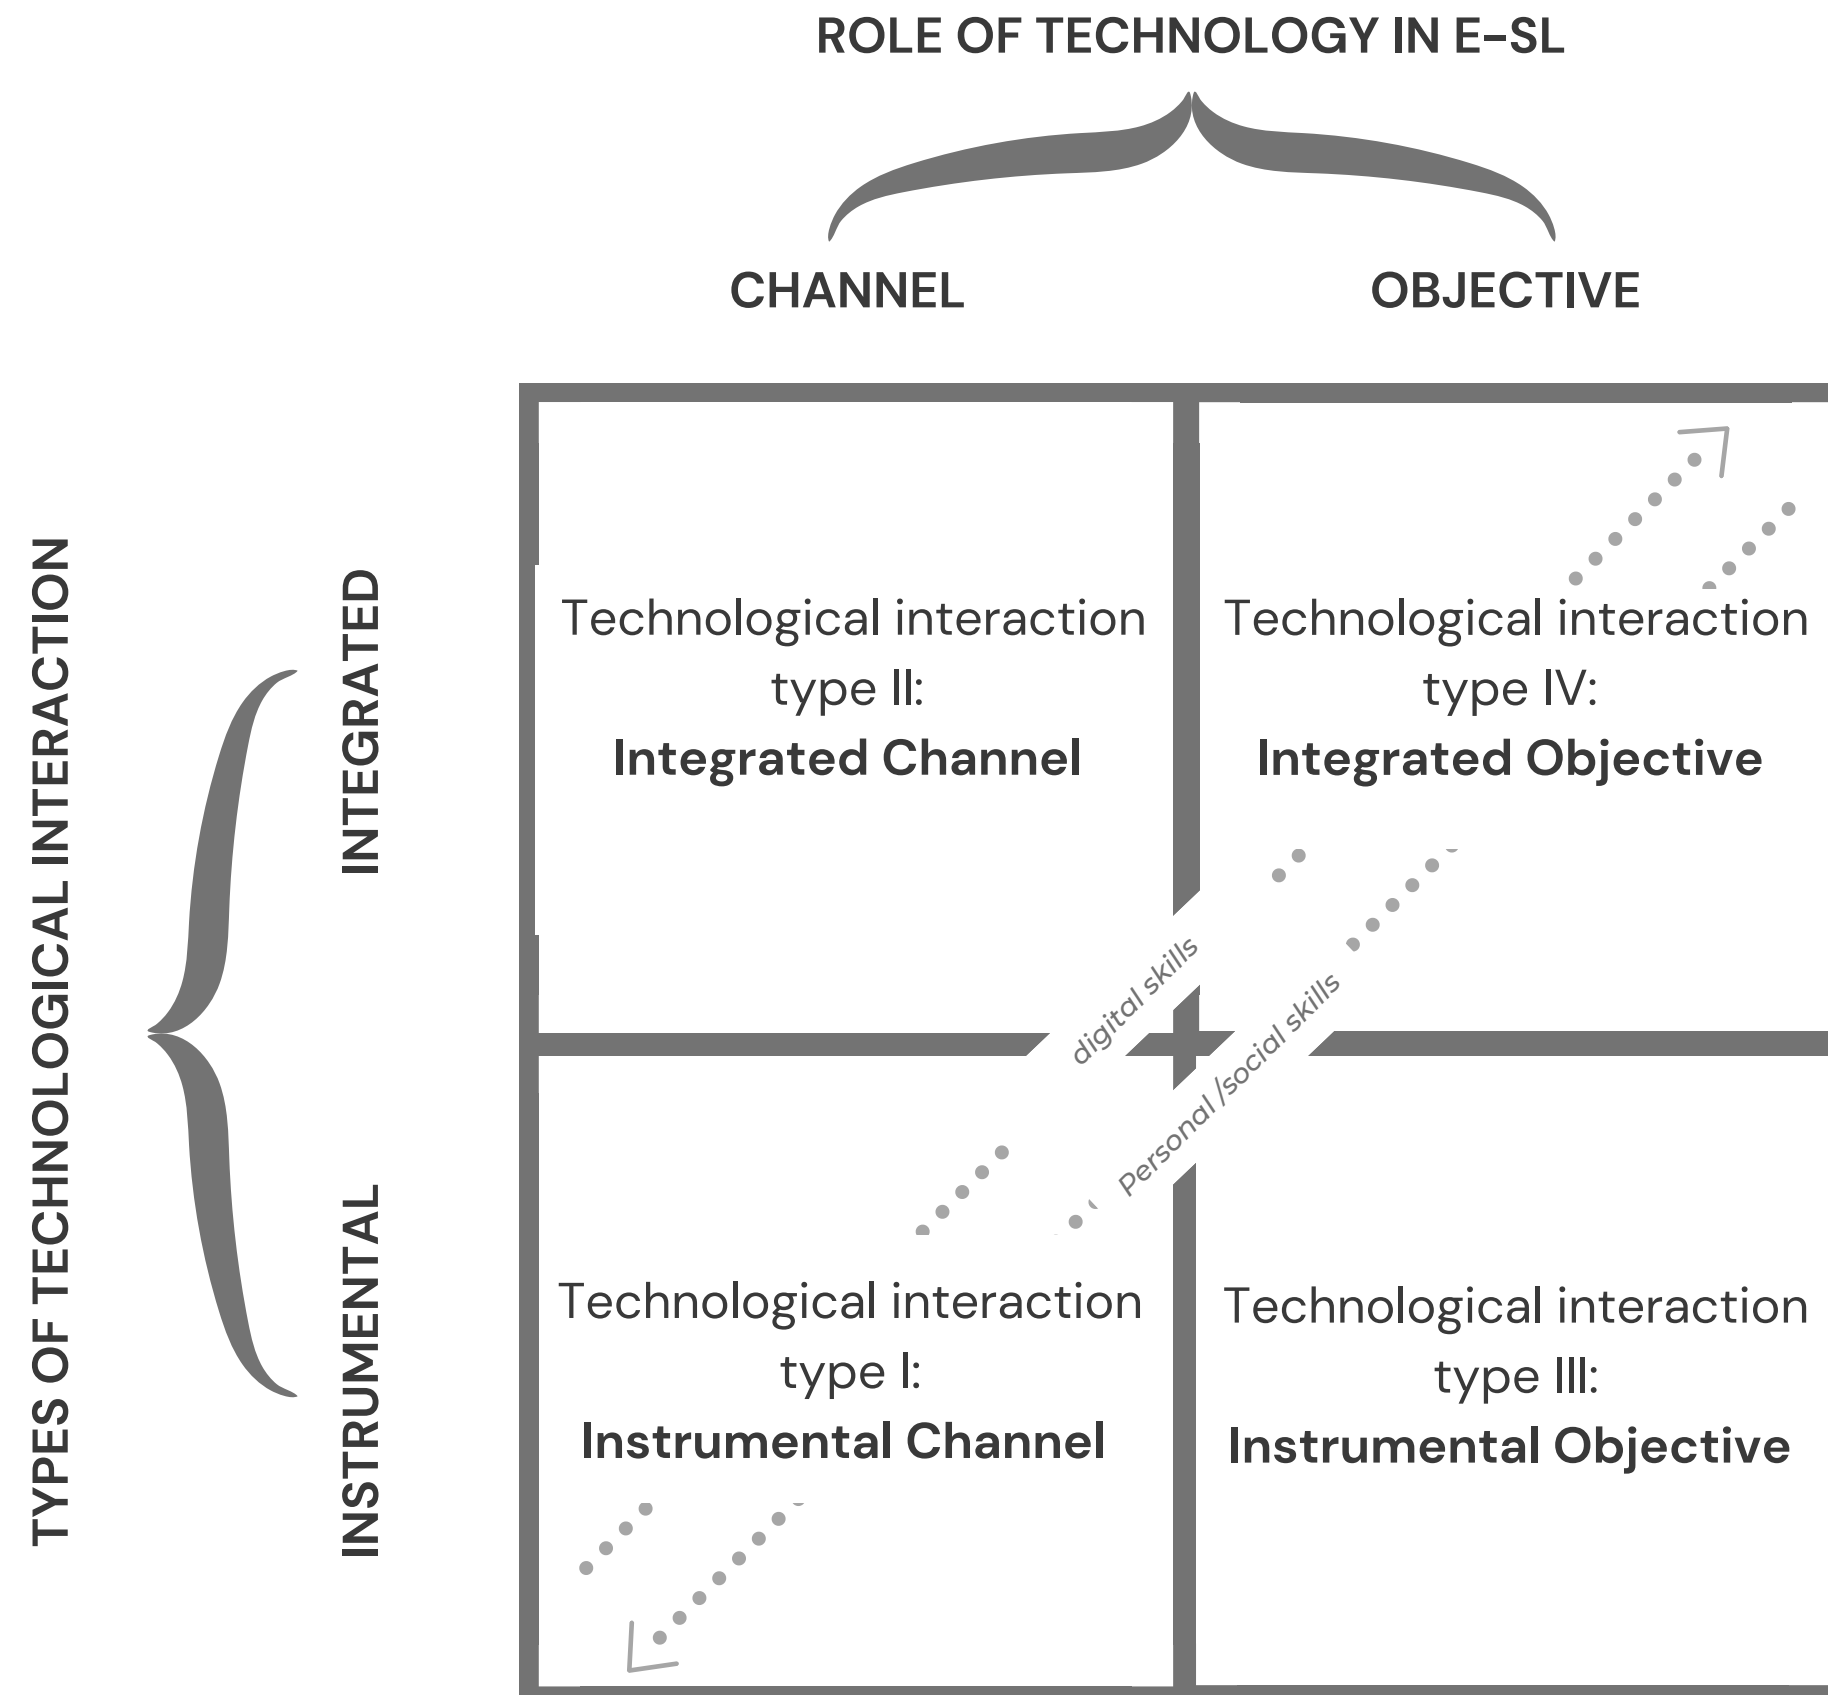 ROLE OF TECHNOLOGY IN E-SL
CHANNEL
OBJECTIVE
TYPES OF TECHNOLOGICAL INTERACTION
INTEGRATED
Technological interaction
type II:
Integrated Channel
Technological interaction
type IV:
Integrated Objective
digital skills
Personal /social skills
INSTRUMENTAL
Technological interaction
type I:
Instrumental Channel
Technological interaction
type III:
Instrumental Objective